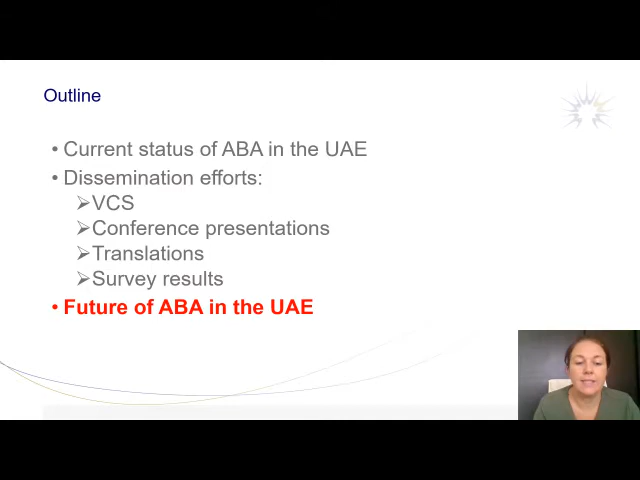 Outline
• Current status of ABA in the UAE
• Dissemination efforts:
➢VCS
➢Conference presentations
➢Translations
➢Survey results
• Future of ABA in the UAE